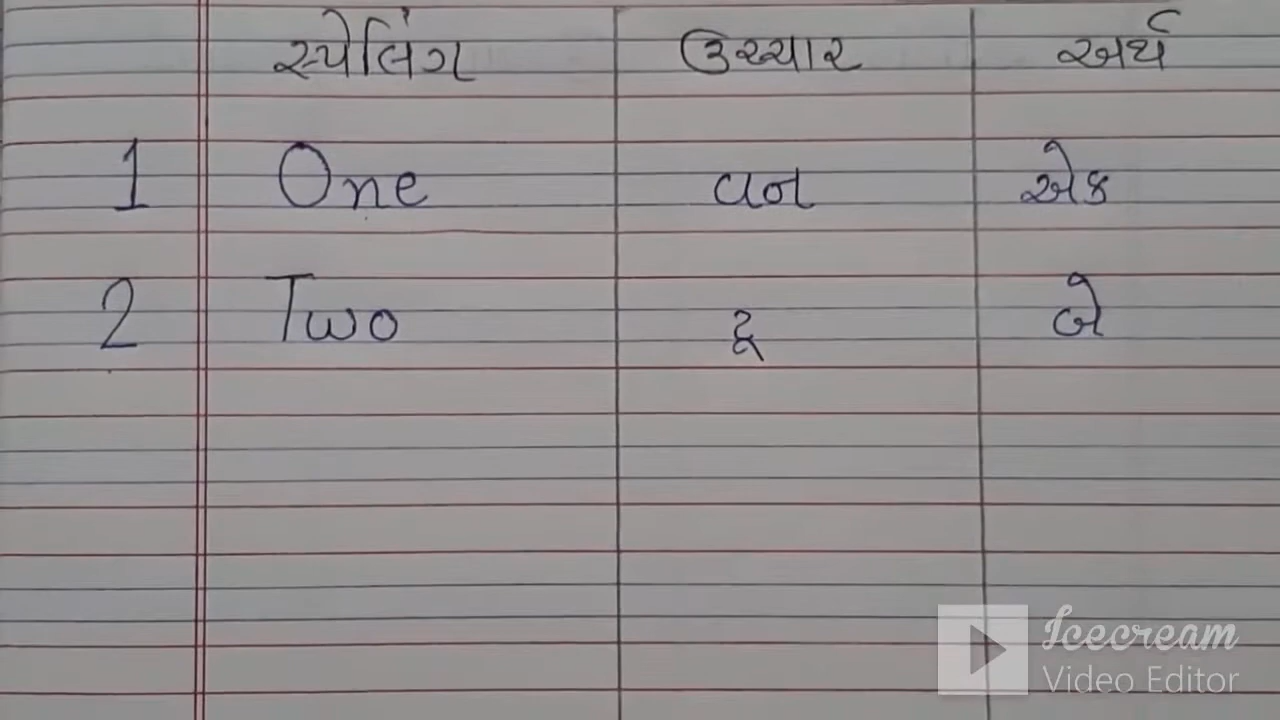 સ્પેલિંગ ઉચ્ચાર અર્થ
1 One વન એક
2 Two ટૂ બે
Icecream
Video Editor